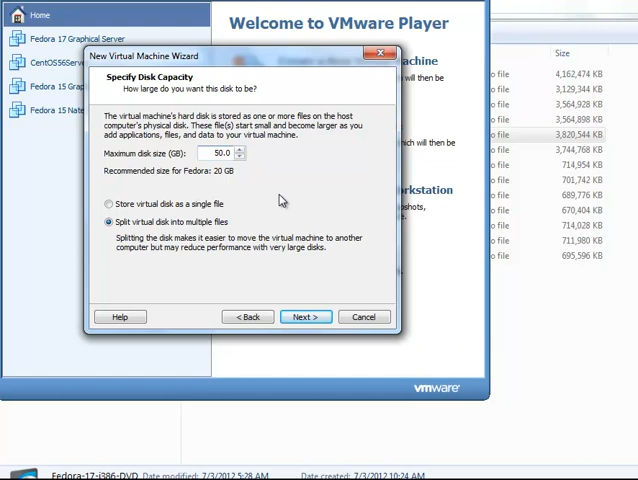 Home
Welcome to VMware Player
Fedora 17 Graphical Server
New Virtual Machine Wizard
Specify Disk Capacity
How large do you want this disk to be?
The virtual machine's hard disk is stored as one or more files on the host
computer's physical disk. These file(s) start small and become larger as you
add applications, files, and data to your virtual machine.
Maximum disk size (GB): 50.0
Recommended size for Fedora: 20 GB
Store virtual disk as a single file
Split virtual disk into multiple files
Splitting the disk makes it easier to move the virtual machine to another
computer but may reduce performance with very large disks.
Help
< Back
Next >
Cancel
Fedora 15 Nate
will then be
which will then be
vmware
Size
o file 4,162,474 KB
o file 3,129,344 KB
o file 3,564,928 KB
o file 3,564,898 KB
o file 3,820,544 KB
o file 3,744,768 KB
o file 714,954 KB
o file 701,742 KB
o file 689,776 KB
o file 670,404 KB
o file 714,028 KB
o file 711,980 KB
o file 695,596 KB
Fedora-17-i386-DVD Date modified: 7/3/2012 5:28 AM Date created: 7/3/2012 10:24 AM